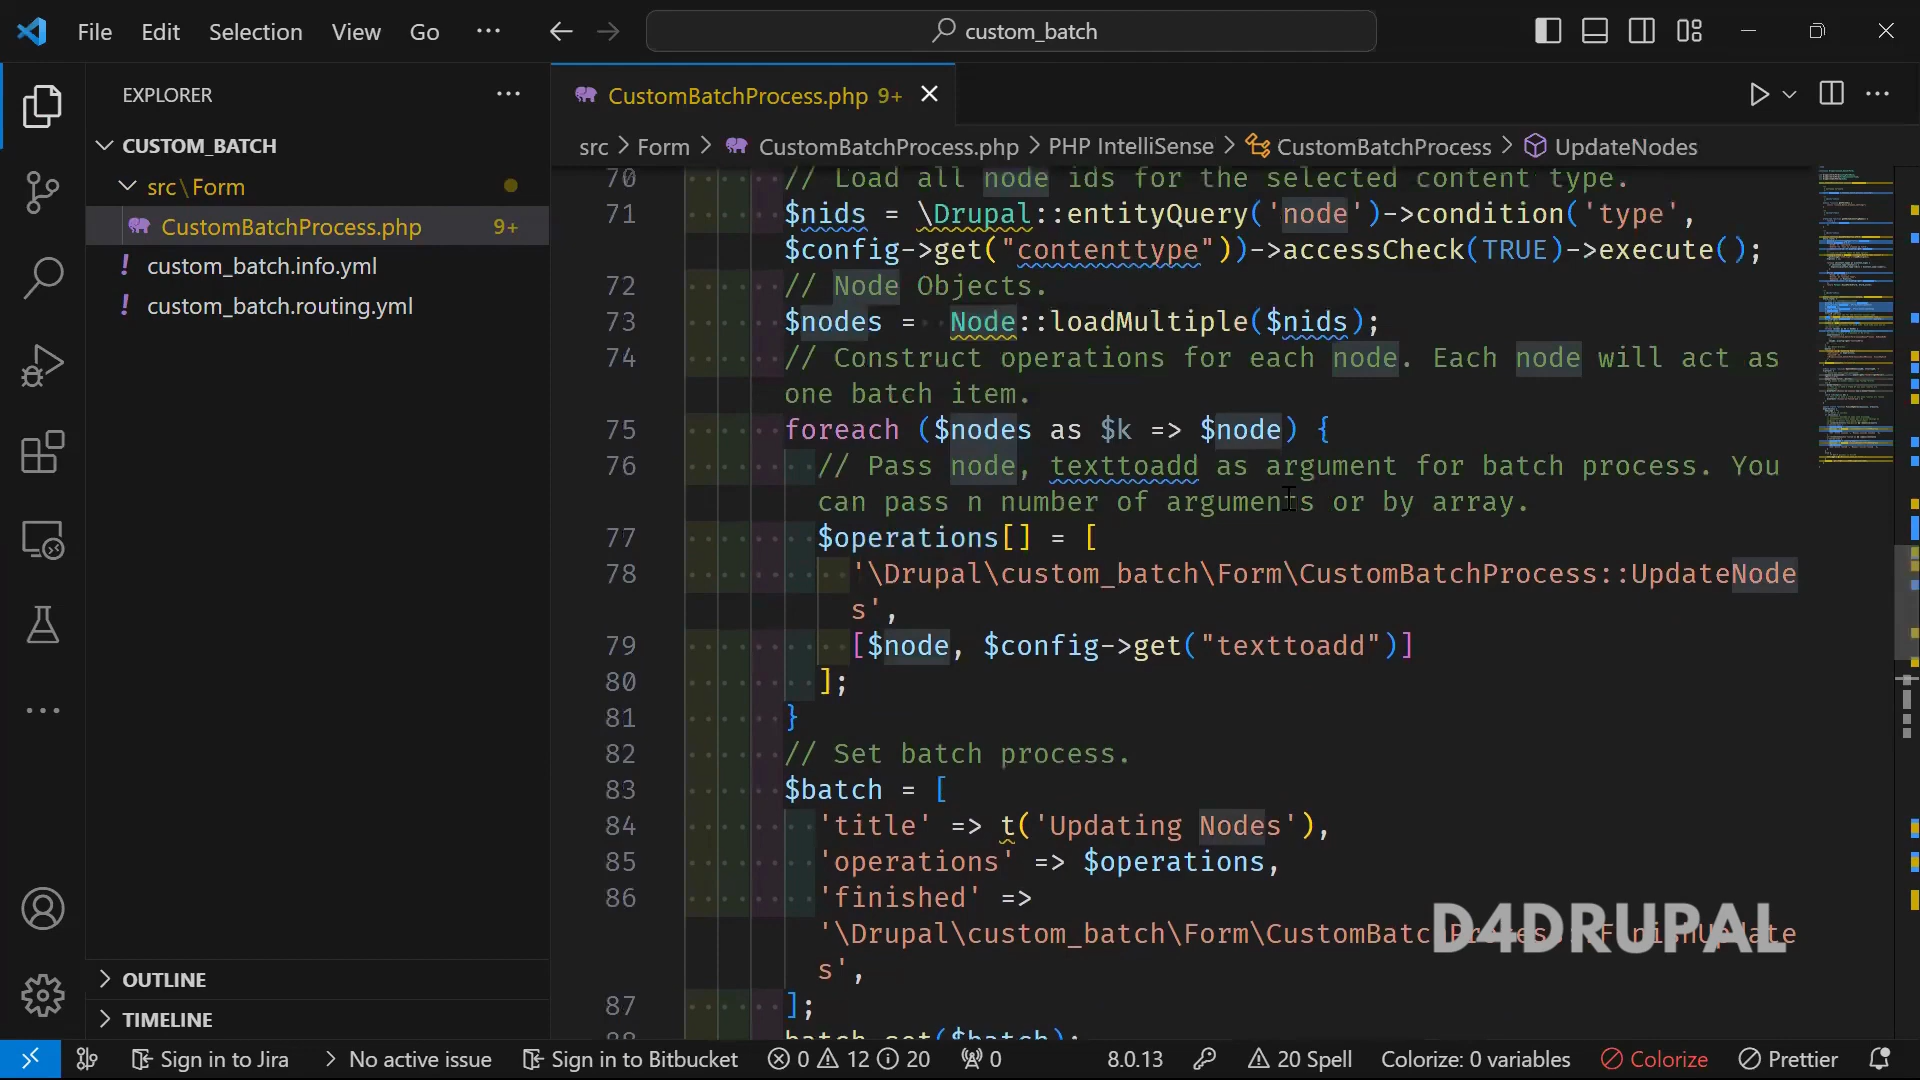 File Edit Selection View Go ··· custom_batch
EXPLORER
CUSTOM_BATCH
src\Form
CustomBatchProcess.php 9+
custom_batch.info.yml
custom_batch.routing.yml
OUTLINE
TIMELINE
CustomBatchProcess.php 9+
src > Form > CustomBatchProcess.php > PHP IntelliSense > CustomBatchProcess > UpdateNodes
70 // Load all node ids for the selected content type.
71 $nids = \Drupal::entityQuery('node')->condition('type',
$config->get("contenttype"))->accessCheck(TRUE)->execute();
72 // Node Objects.
73 $nodes =  Node::loadMultiple($nids);
74 // Construct operations for each node. Each node will act as
one batch item.
75 foreach ($nodes as $k => $node) {
76 // Pass node, texttoadd as argument for batch process. You
can pass n number of arguments or by array.
77 $operations[] = [
78 '\Drupal\custom_batch\Form\CustomBatchProcess::UpdateNode
s',
79 [$node, $config->get("texttoadd")]
80 ];
81 }
82 // Set batch process.
83 $batch = [
84 'title' => t('Updating Nodes'),
85 'operations' => $operations,
86 'finished' =>
'\Drupal\custom_batch\Form\CustomBatchProcess::FinishUpdate
s',
87 ];
88 batch_set($batch);
D4DRUPAL
Sign in to Jira No active issue Sign in to Bitbucket 0 12 20 0 8.0.13 20 Spell Colorize: 0 variables Colorize Prettier